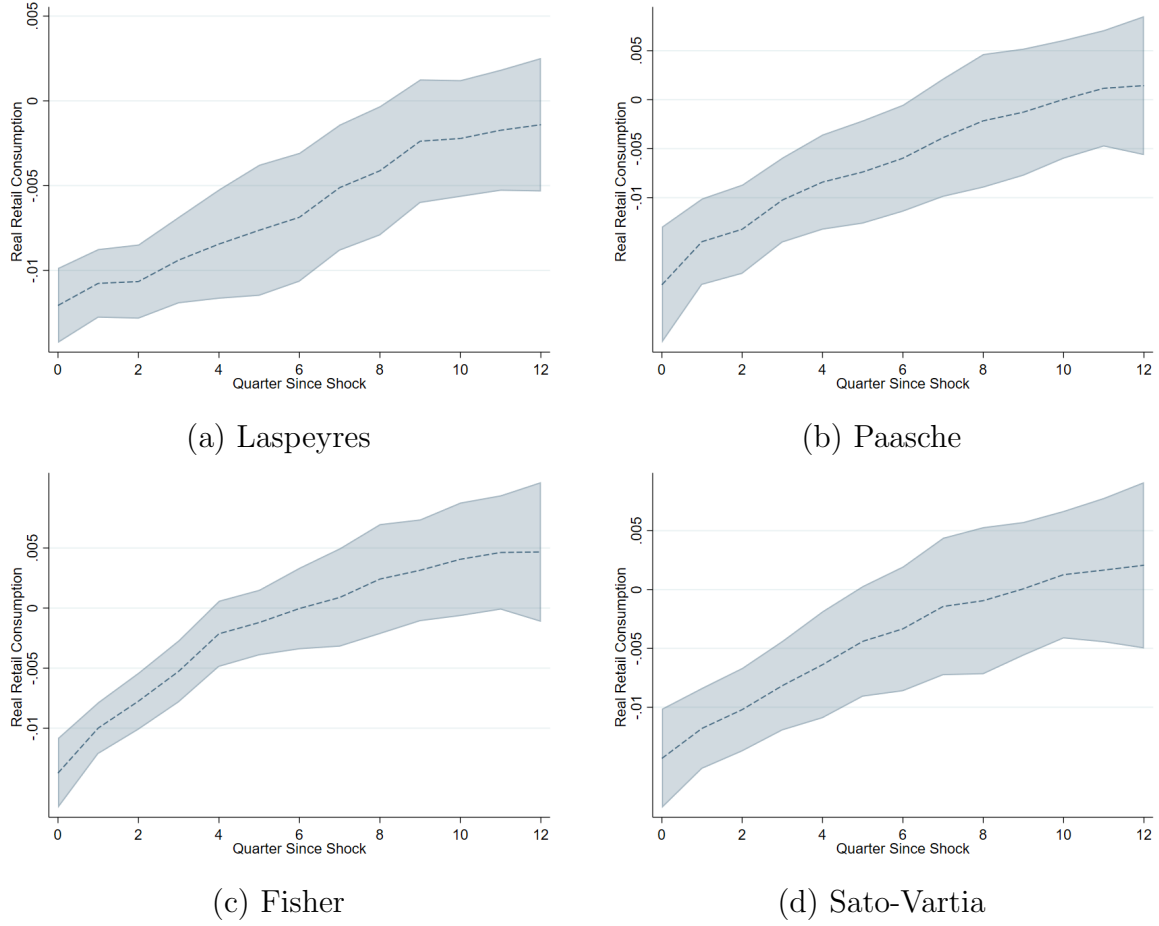 Real Retail Consumption
.005
0
-.005
-.01
0 2 4 6 8 10 12
Quarter Since Shock
(a) Laspeyres
Real Retail Consumption
.005
0
-.005
-.01
0 2 4 6 8 10 12
Quarter Since Shock
(b) Paasche
Real Retail Consumption
.005
0
-.005
-.01
0 2 4 6 8 10 12
Quarter Since Shock
(c) Fisher
Real Retail Consumption
.005
0
-.005
-.01
0 2 4 6 8 10 12
Quarter Since Shock
(d) Sato-Vartia